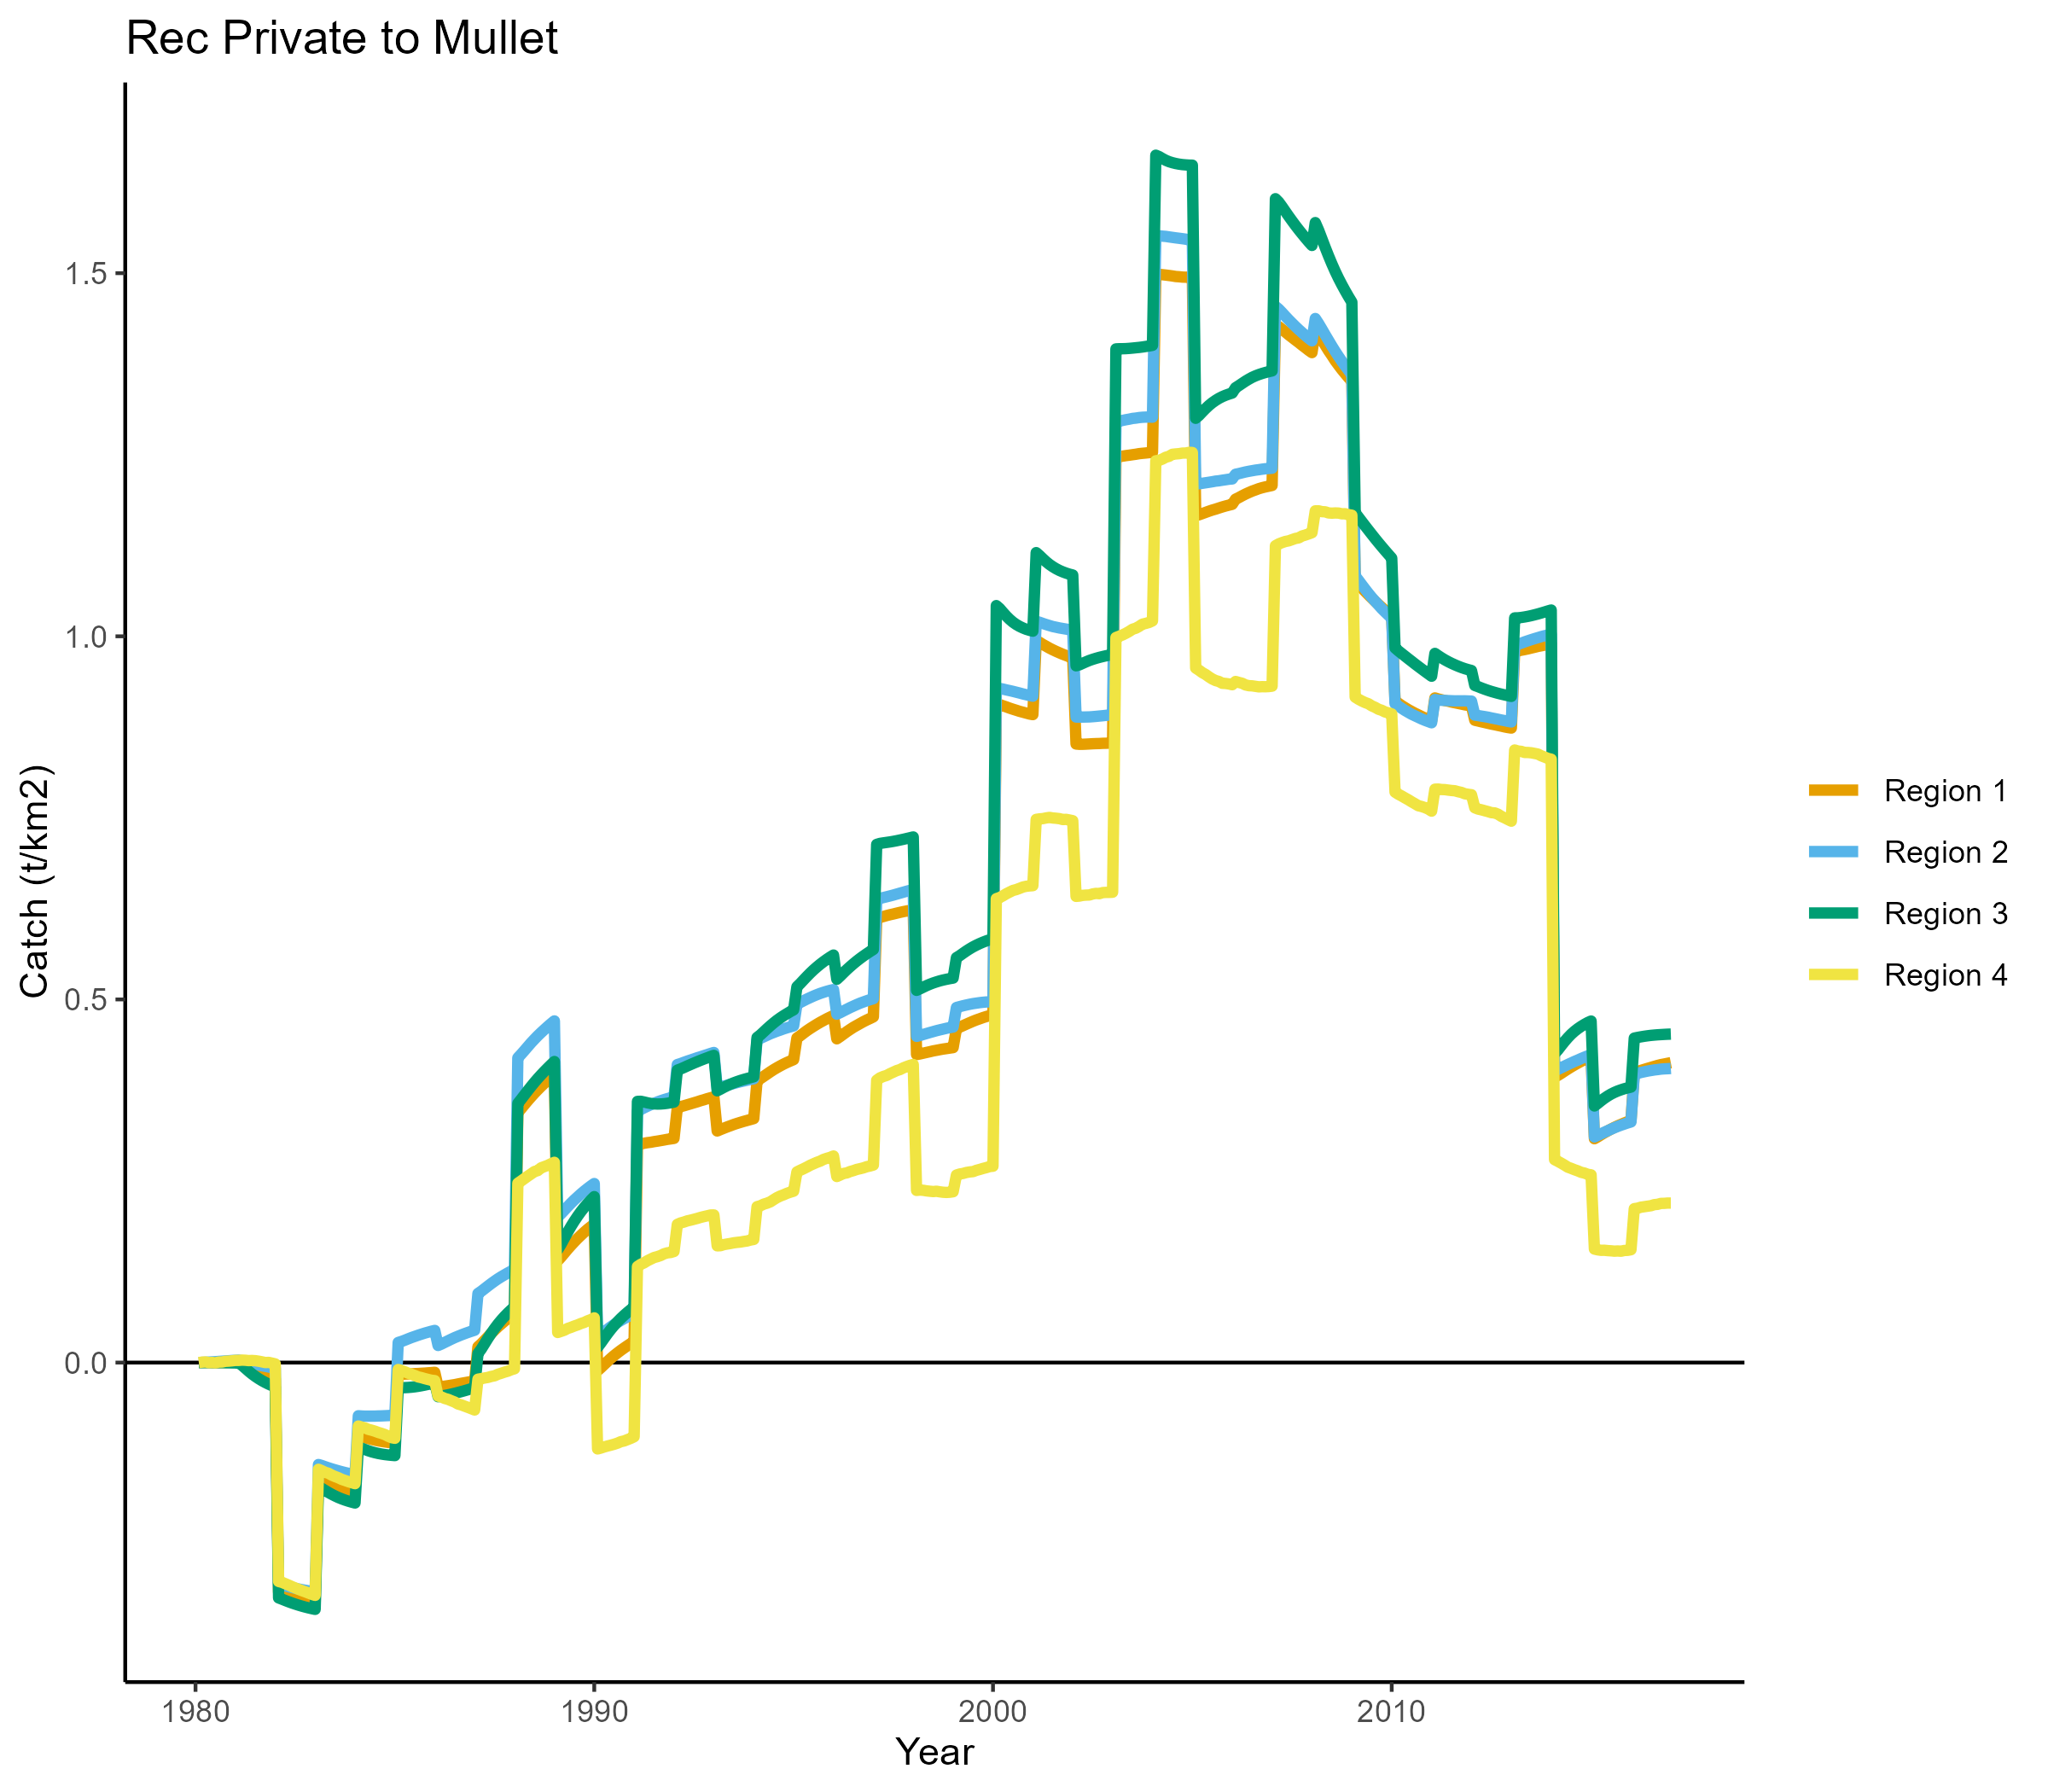 Rec Private to Mullet
1.5
1.0
0.5
0.0
Catch (t/km2)
1980
1990
2000
2010
Year
Region 1
Region 2
Region 3
Region 4